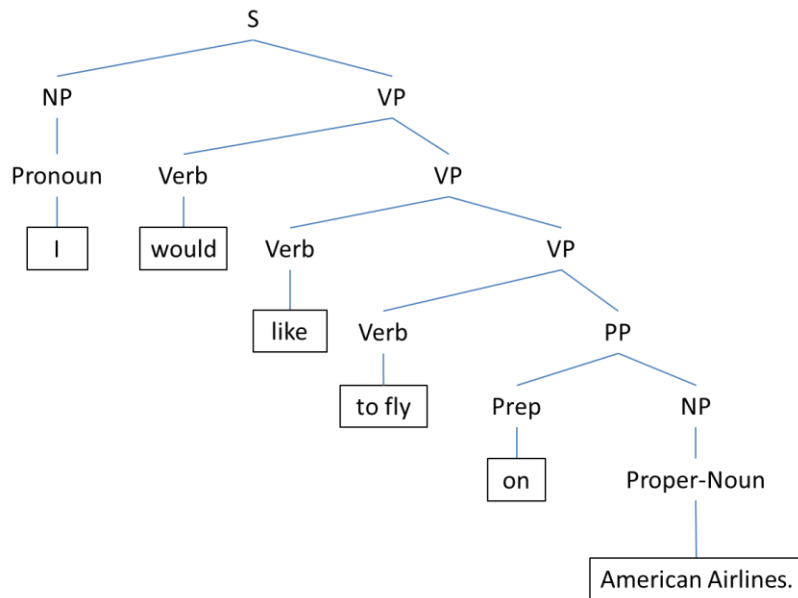 S
NP VP
Pronoun Verb VP
I would Verb VP
like Verb PP
to fly Prep NP
on Proper-Noun
American Airlines.